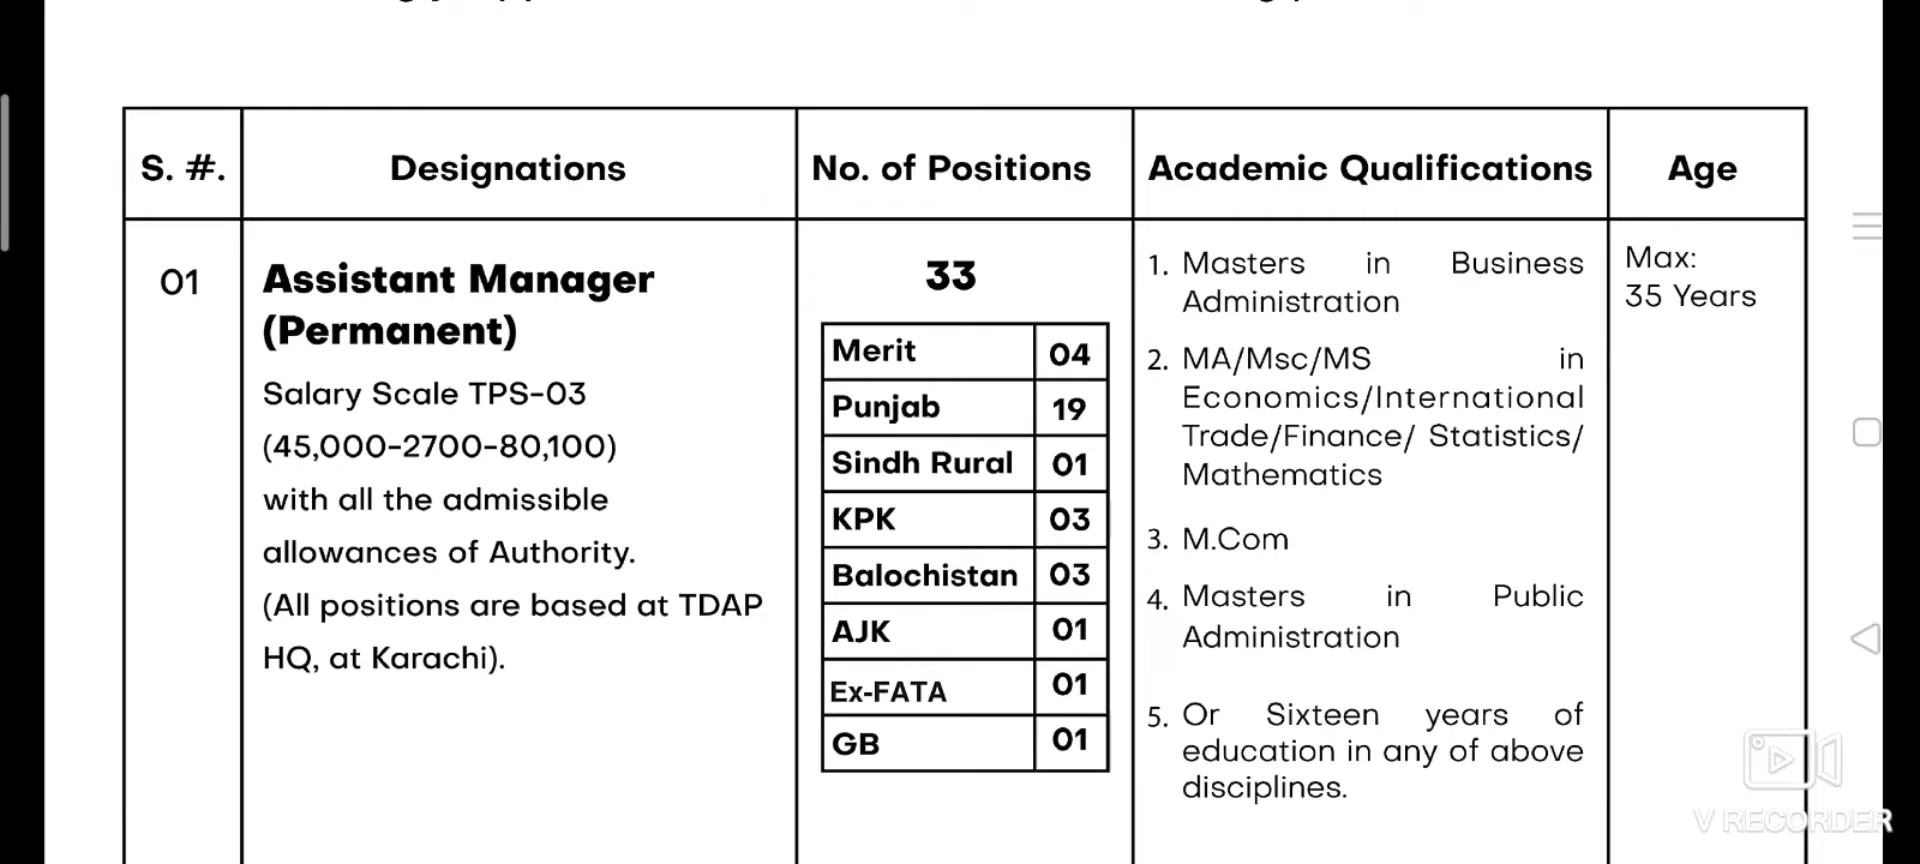 S. #.
Designations
No. of Positions
Academic Qualifications
Age
01
Assistant Manager
(Permanent)
Salary Scale TPS-03
(45,000-2700-80,100)
with all the admissible
allowances of Authority.
(All positions are based at TDAP
HQ, at Karachi).
33
Merit 04
Punjab 19
Sindh Rural 01
KPK 03
Balochistan 03
AJK 01
Ex-FATA 01
GB 01
1. Masters in Business
Administration
2. MA/Msc/MS in
Economics/International
Trade/Finance/ Statistics/
Mathematics
3. M.Com
4. Masters in Public
Administration
5. Or Sixteen years of
education in any of above
disciplines.
Max:
35 Years
V RECORDER